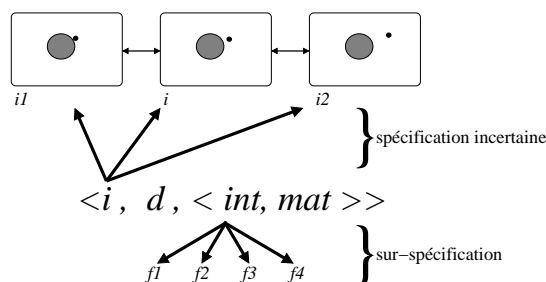 i1 i i2
spécification incertaine
<i , d , < int, mat >>
sur−spécification
f1 f2 f3 f4